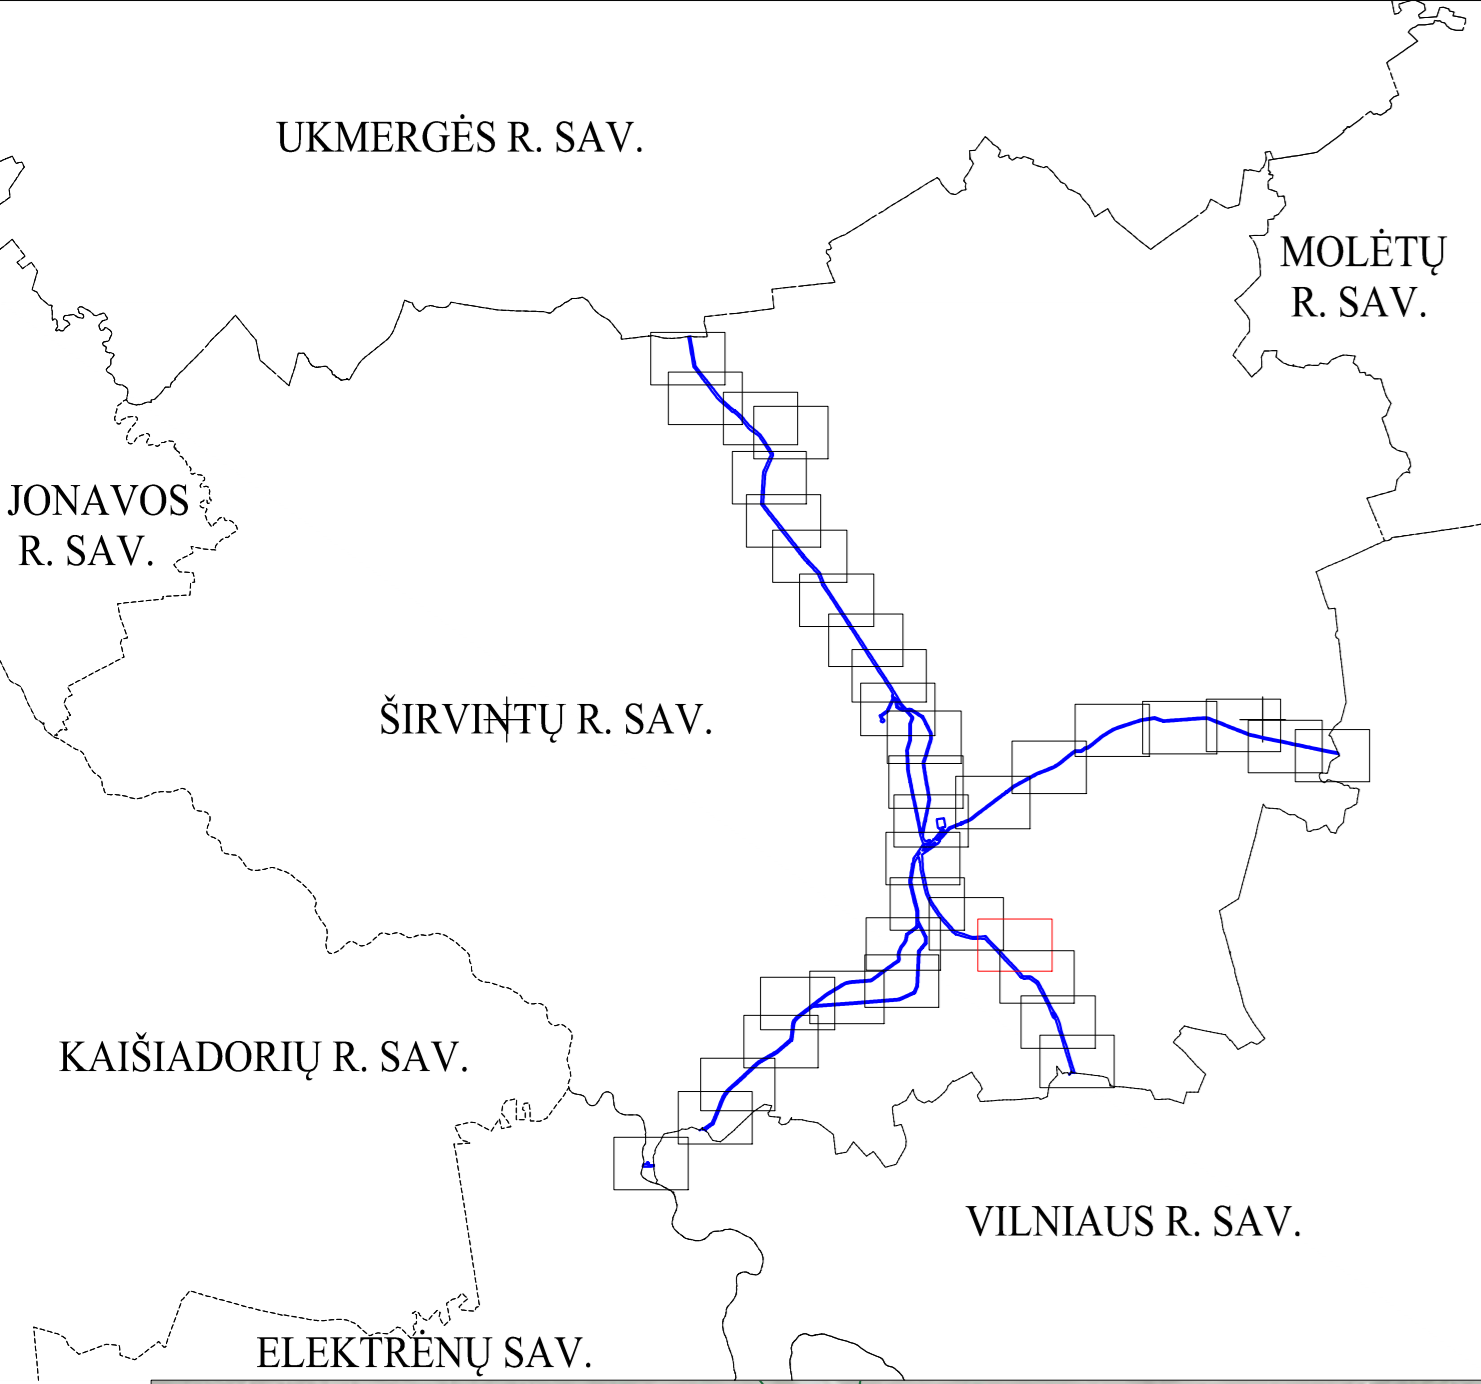 UKMERGĖS R. SAV.
MOLĖTŲ
R. SAV.
JONAVOS
R. SAV.
ŠIRVINTŲ R. SAV.
KAIŠIADORIŲ R. SAV.
VILNIAUS R. SAV.
ELEKTRĖNŲ SAV.